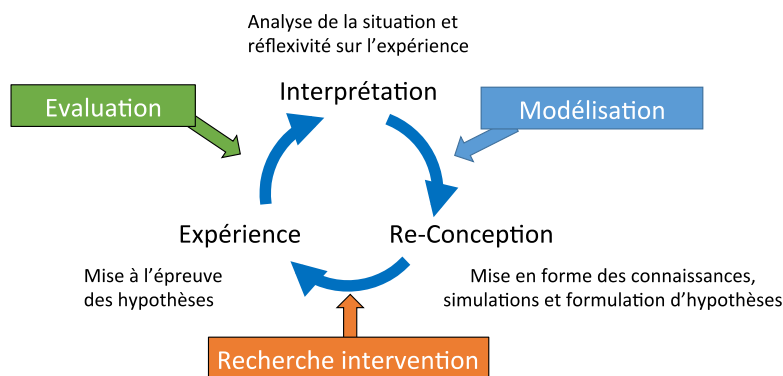 Analyse de la situation et
réflexivité sur l’expérience
Interprétation
Evaluation
Modélisation
Expérience
Re-Conception
Mise à l’épreuve
des hypothèses
Mise en forme des connaissances,
simulations et formulation d’hypothèses
Recherche intervention